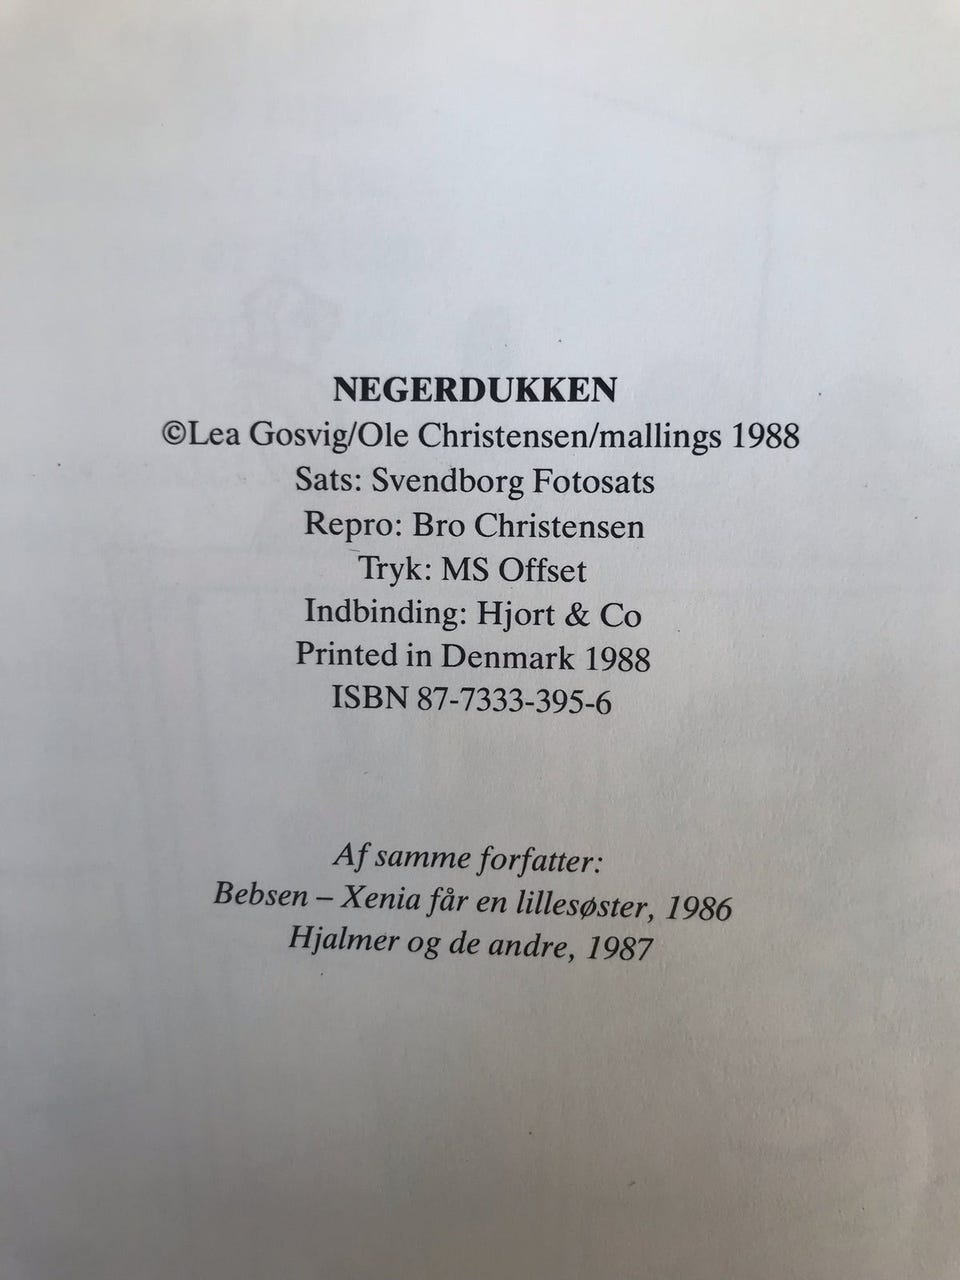 NEGERDUKKEN
©Lea Gosvig/Ole Christensen/mallings 1988
Sats: Svendborg Fotosats
Repro: Bro Christensen
Tryk: MS Offset
Indbinding: Hjort & Co
Printed in Denmark 1988
ISBN 87-7333-395-6
Af samme forfatter:
Bebsen – Xenia får en lillesøster, 1986
Hjalmer og de andre, 1987